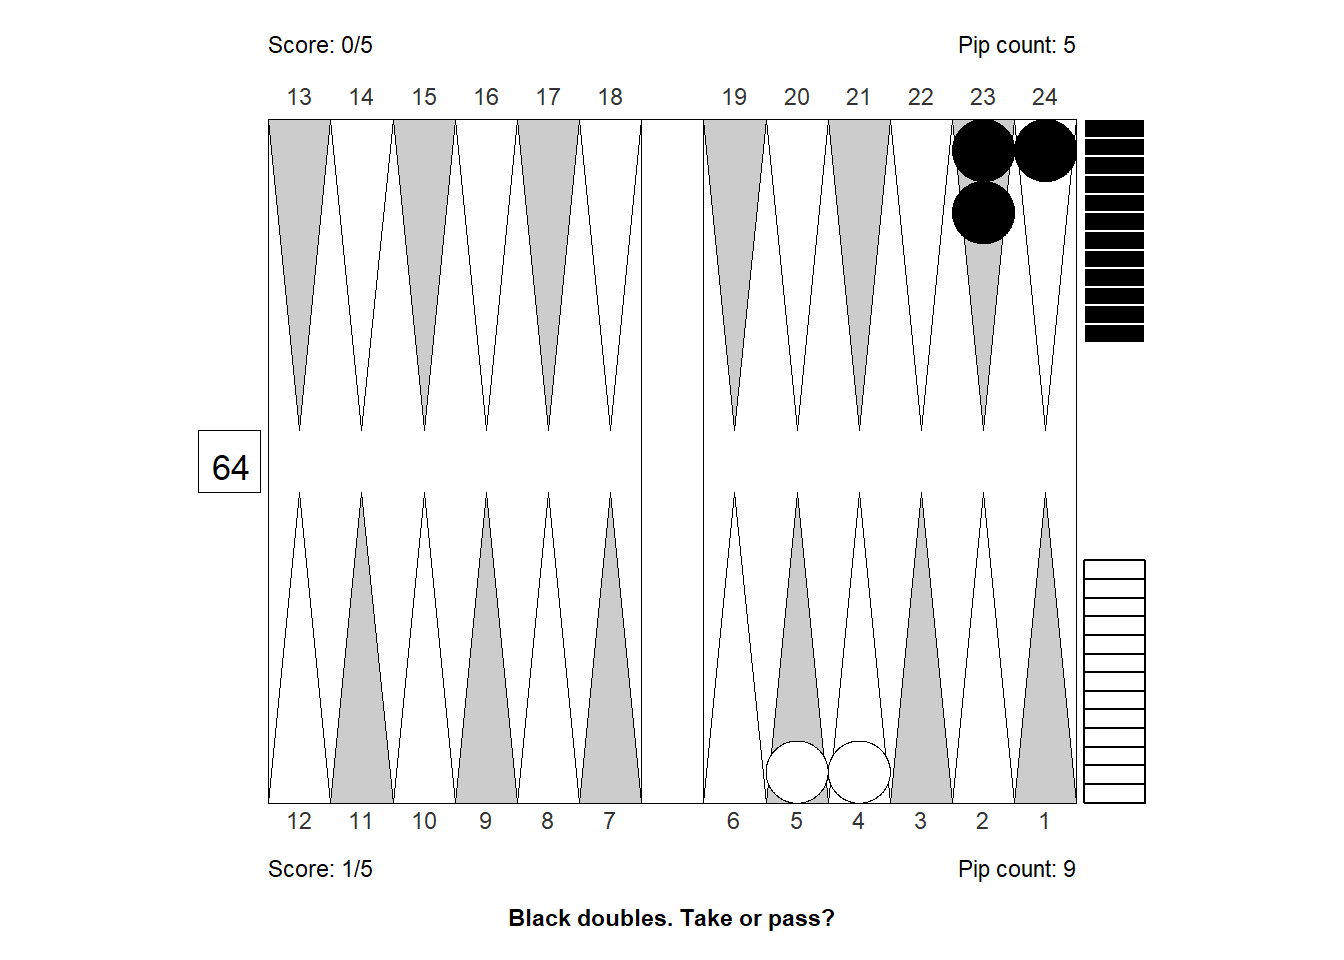 Score: 0/5 Pip count: 5
13 14 15 16 17 18 19 20 21 22 23 24
64
12 11 10 9 8 7 6 5 4 3 2 1
Score: 1/5 Pip count: 9
Black doubles. Take or pass?